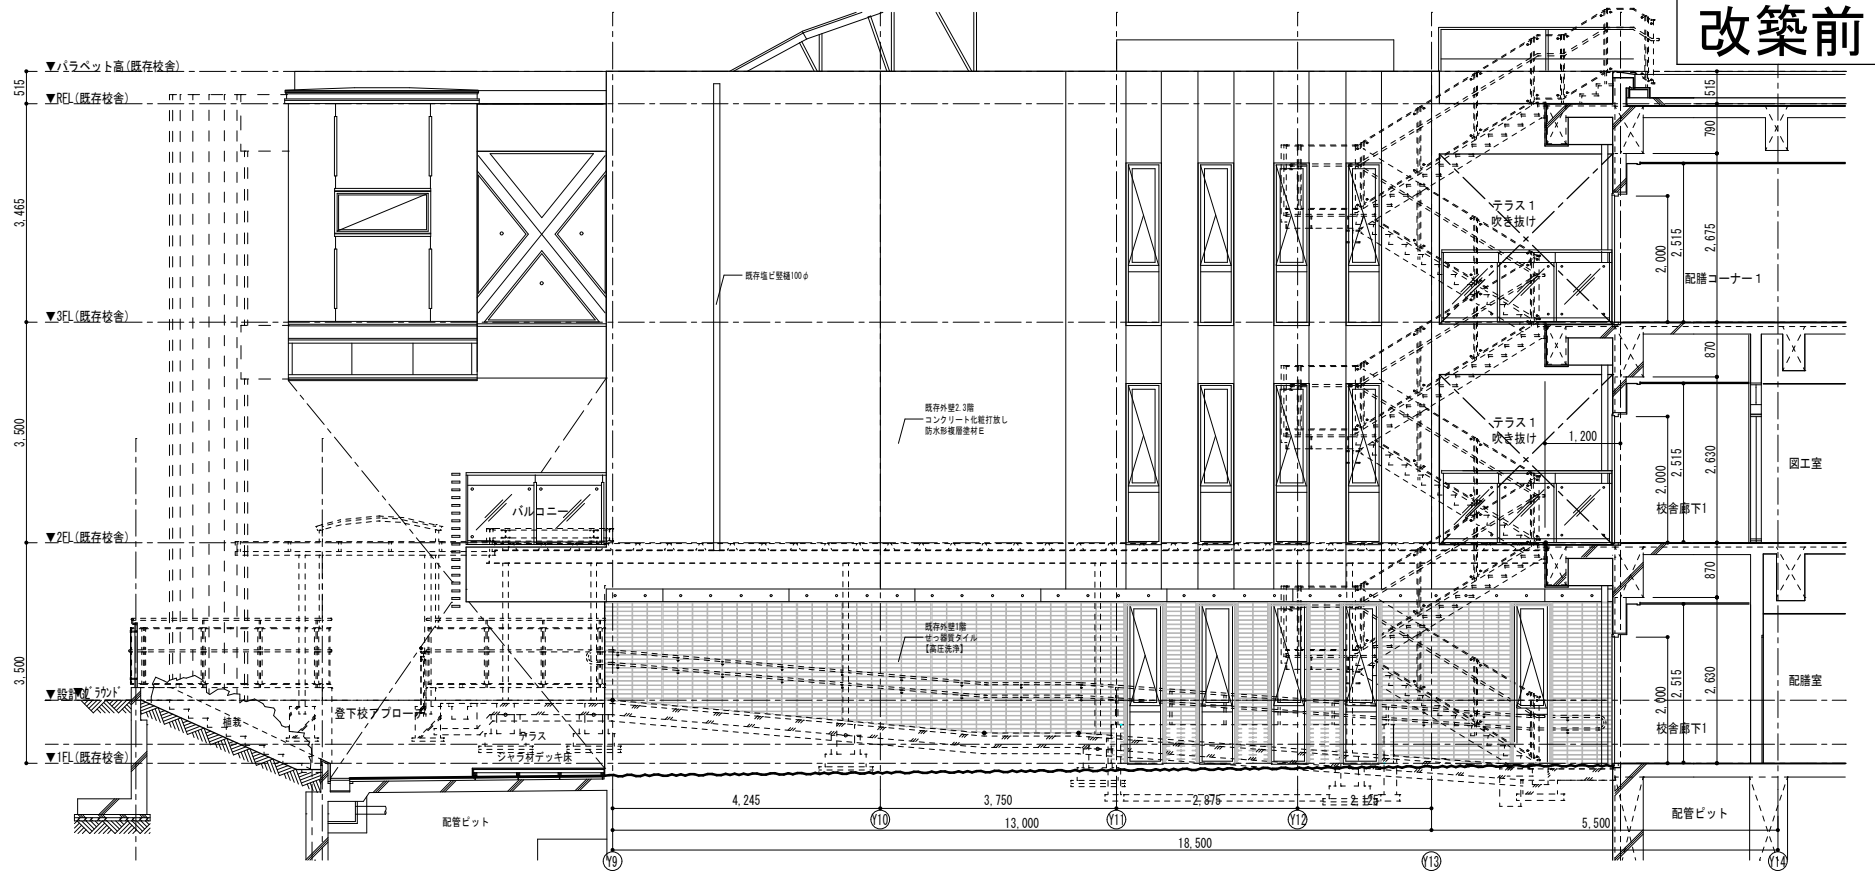 改築前
▼パラペット高(既存校舎)
515
▼RFL(既存校舎)
3,465
▼3FL(既存校舎)
3,500
▼2FL(既存校舎)
3,500
▼1FL(既存校舎)
既存塩ビ竪樋100φ
既存外壁2.3階
コンクリート化粧打放し
防水形複層塗材E
バルコニー
既存外壁1階
せっ器質タイル
【高圧洗浄】
植栽
登下校アプローチ
テラス
ジャラ材デッキ床
配管ピット
テラス1
吹き抜け
テラス1
吹き抜け
1,200
515
790
2,000
2,515
2,675
配膳コーナー1
870
2,000
2,515
2,630
図工室
校舎廊下1
870
2,000
2,515
2,630
配膳室
校舎廊下1
配管ピット
4,245
3,750
2,875
2,125
Y10
Y11
Y12
13,000
5,500
18,500
Y9
Y13
Y14